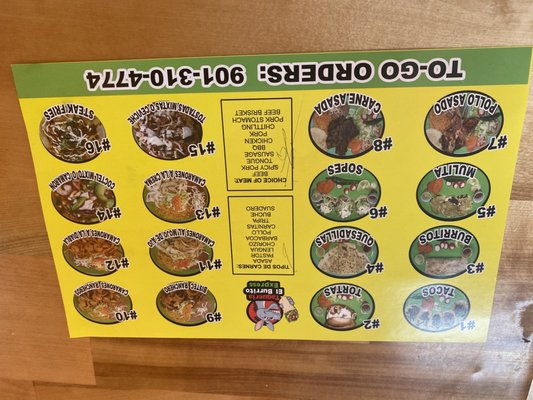 #1
TACOS
#2
TORTAS
Taqueria
El Burrito
Express
#9
BISTEC RANCHERO
#10
CAMARONES RANCHEROS
#3
BURRITOS
#4
QUESADILLAS
TIPOS DE CARNES:
ASADA
PASTOR
LENGUA
CHORIZO
BARBACOA
POLLO
CARNITAS
TRIPA
BUCHE
SUADERO
#11
CAMARONES AL MOJO DE AJO
#12
CAMARONES A LA DIABLA
#5
MULITA
#6
SOPES
CHOICE OF MEAT:
BEEF
SPICY PORK
TONGUE
SAUSAGE
BBQ
CHICKEN
PORK
CHITTLING
PORK STOMACH
BEEF BRISKET
#13
CAMARONES A LA
#14
COCTEL MIXTO/CAMARON
#7
POLLO ASADO
#8
CARNE ASADA
#15
TOSTADAS MIXTAS O CEVICHE
#16
STEAK FRIES
TO-GO ORDERS: 901-310-4774